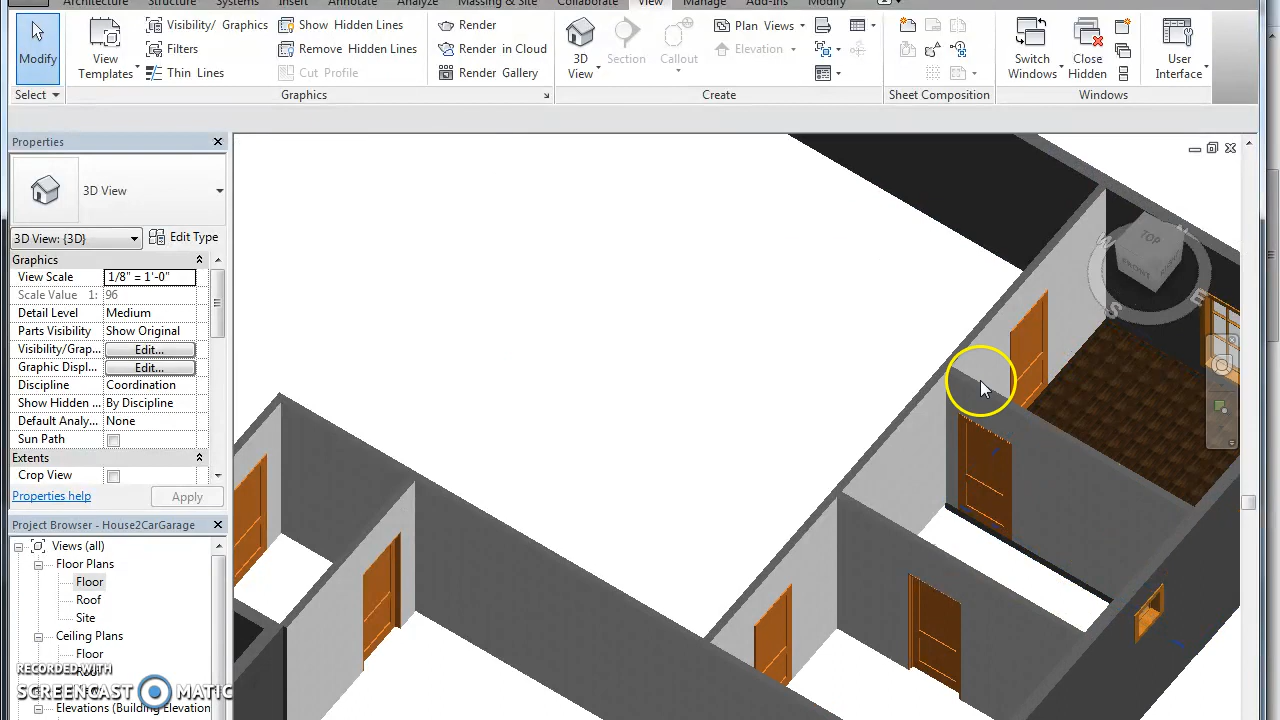 Architecture Structure Systems Insert Annotate Analyze Massing & Site Collaborate View Manage Add-Ins Modify
Modify
Select
View
Templates
Visibility/ Graphics
Filters
Thin Lines
Show Hidden Lines
Remove Hidden Lines
Cut Profile
Render
Render in Cloud
Render Gallery
Graphics
3D
View
Section
Callout
Plan Views
Elevation
Create
Sheet Composition
Switch
Windows
Close
Hidden
User
Interface
Windows
Properties
3D View
3D View: {3D}
Edit Type
Graphics
View Scale 1/8" = 1'-0"
Scale Value 1: 96
Detail Level Medium
Parts Visibility Show Original
Visibility/Grap... Edit...
Graphic Displ... Edit...
Discipline Coordination
Show Hidden ... By Discipline
Default Analy... None
Sun Path
Extents
Crop View
Properties help
Apply
Project Browser - House2CarGarage
Views (all)
Floor Plans
Floor
Roof
Site
Ceiling Plans
Floor
Elevations (Building Elevation
RECORDED WITH
SCREENCAST MATIC
TOP
W
S
E